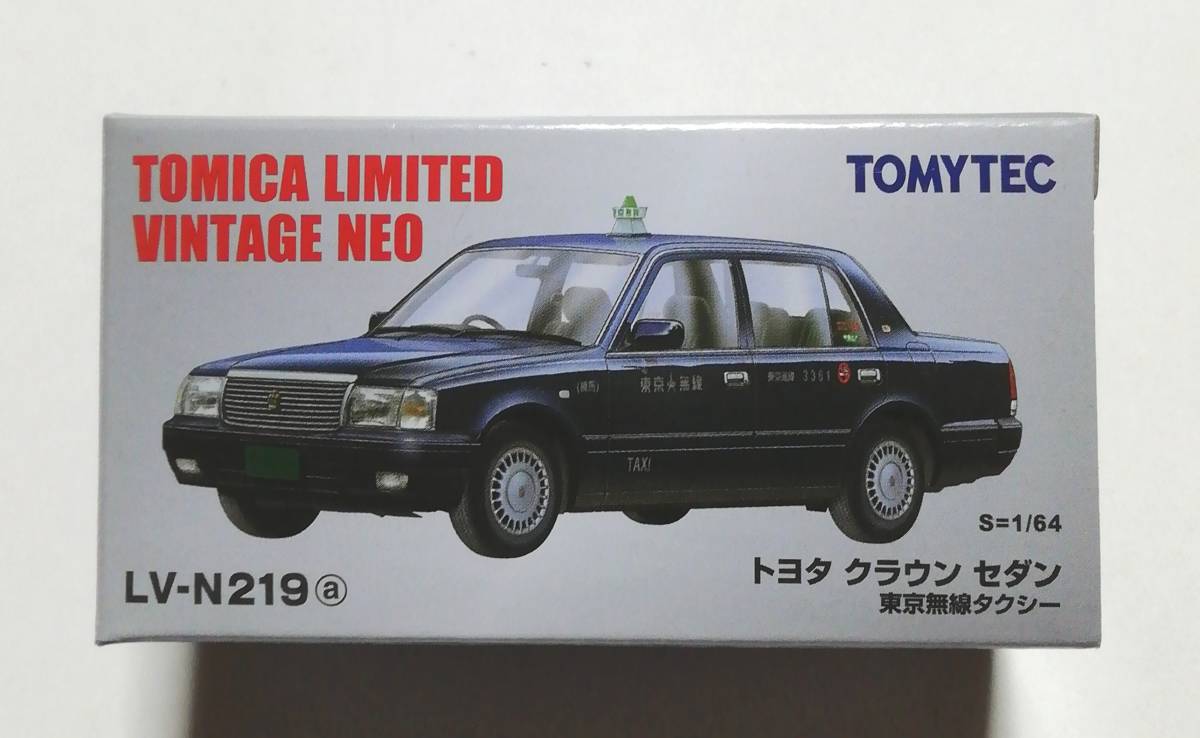 TOMICA LIMITED
VINTAGE NEO
TOMYTEC
東京無線 3361
TAXI
S=1/64
LV-N219ⓐ
トヨタ クラウン セダン
東京無線タクシー